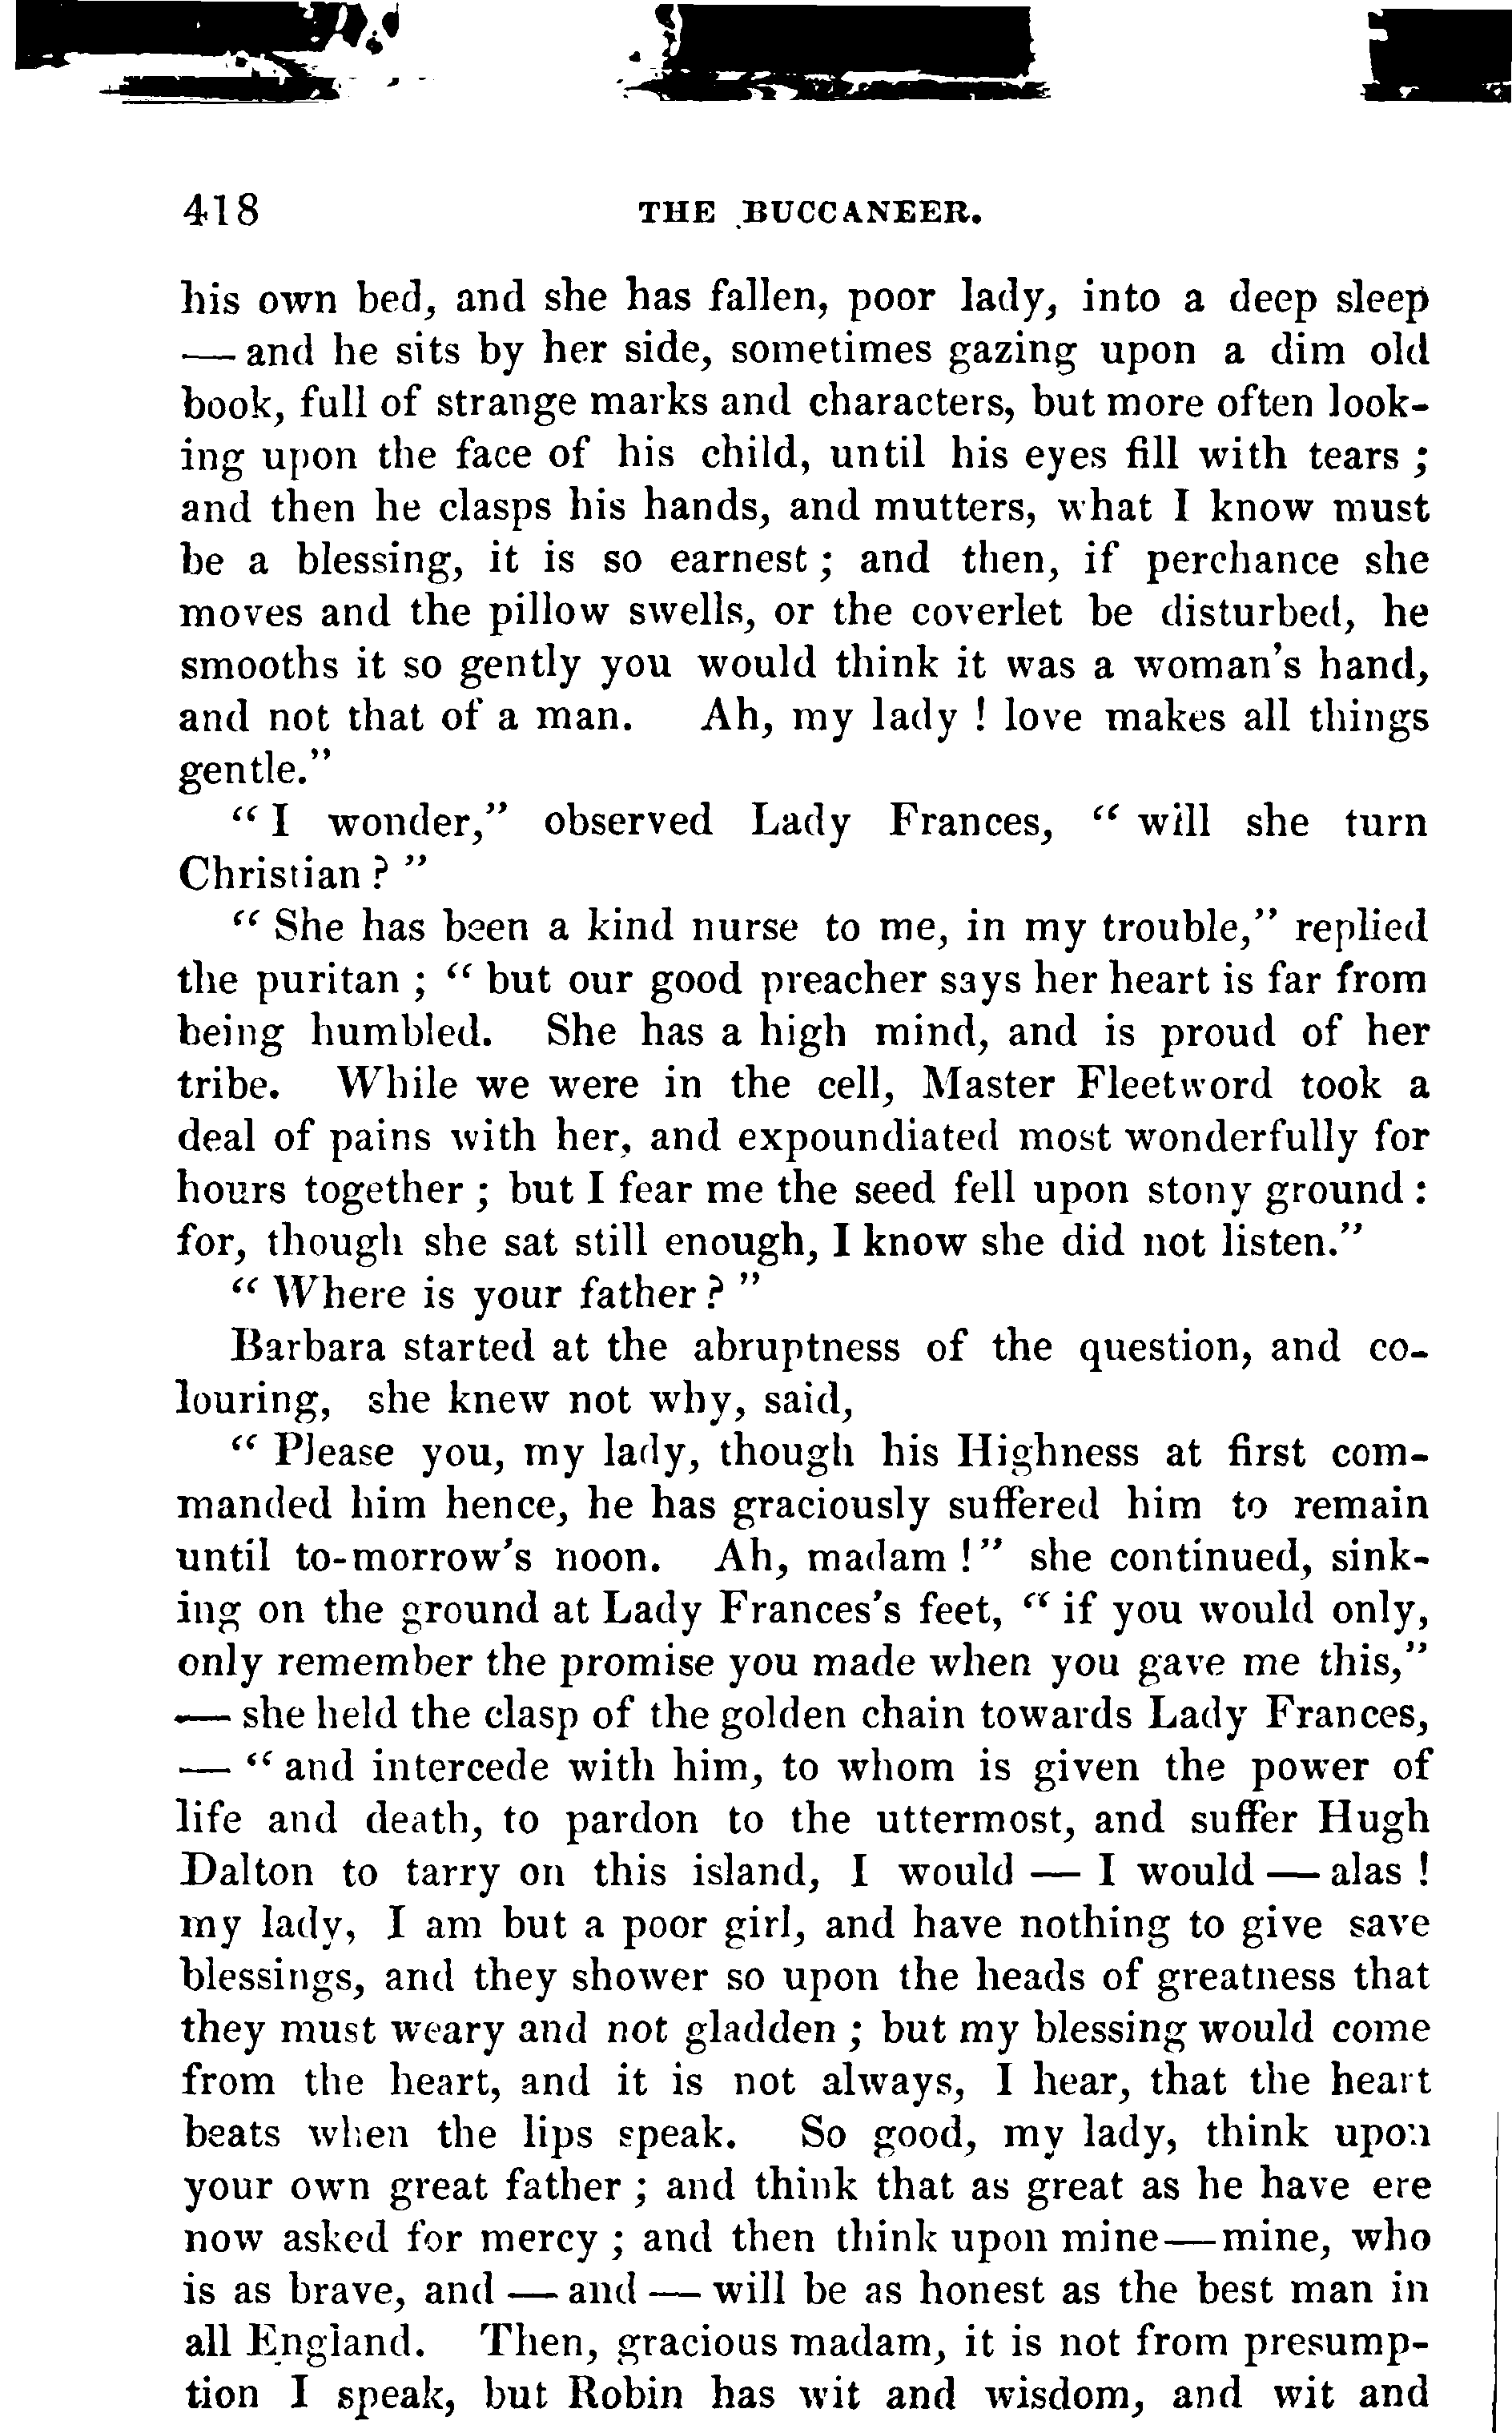 418 THE BUCCANEER.
his own bed, and she has fallen, poor lady, into a deep sleep
— and he sits by her side, sometimes gazing upon a dim old
book, full of strange marks and characters, but more often look-
ing upon the face of his child, until his eyes fill with tears ;
and then he clasps his hands, and mutters, what I know must
be a blessing, it is so earnest ; and then, if perchance she
moves and the pillow swells, or the coverlet be disturbed, he
smooths it so gently you would think it was a woman's hand,
and not that of a man. Ah, my lady ! love makes all things
gentle."
" I wonder," observed Lady Frances, " will she turn
Christian ? "
" She has been a kind nurse to me, in my trouble," replied
the puritan ; " but our good preacher says her heart is far from
being humbled. She has a high mind, and is proud of her
tribe. While we were in the cell, Master Fleetword took a
deal of pains with her, and expoundiated most wonderfully for
hours together ; but I fear me the seed fell upon stony ground :
for, though she sat still enough, I know she did not listen."
" Where is your father ? "
Barbara started at the abruptness of the question, and co-
louring, she knew not why, said,
" Please you, my lady, though his Highness at first com-
manded him hence, he has graciously suffered him to remain
until to-morrow's noon. Ah, madam !" she continued, sink-
ing on the ground at Lady Frances's feet, " if you would only,
only remember the promise you made when you gave me this,"
— she held the clasp of the golden chain towards Lady Frances,
— " and intercede with him, to whom is given the power of
life and death, to pardon to the uttermost, and suffer Hugh
Dalton to tarry on this island, I would — I would — alas !
my lady, I am but a poor girl, and have nothing to give save
blessings, and they shower so upon the heads of greatness that
they must weary and not gladden ; but my blessing would come
from the heart, and it is not always, I hear, that the heart
beats when the lips speak. So good, my lady, think upon
your own great father ; and think that as great as he have ere
now asked for mercy ; and then think upon mine—mine, who
is as brave, and — and — will be as honest as the best man in
all England. Then, gracious madam, it is not from presump-
tion I speak, but Robin has wit and wisdom, and wit and